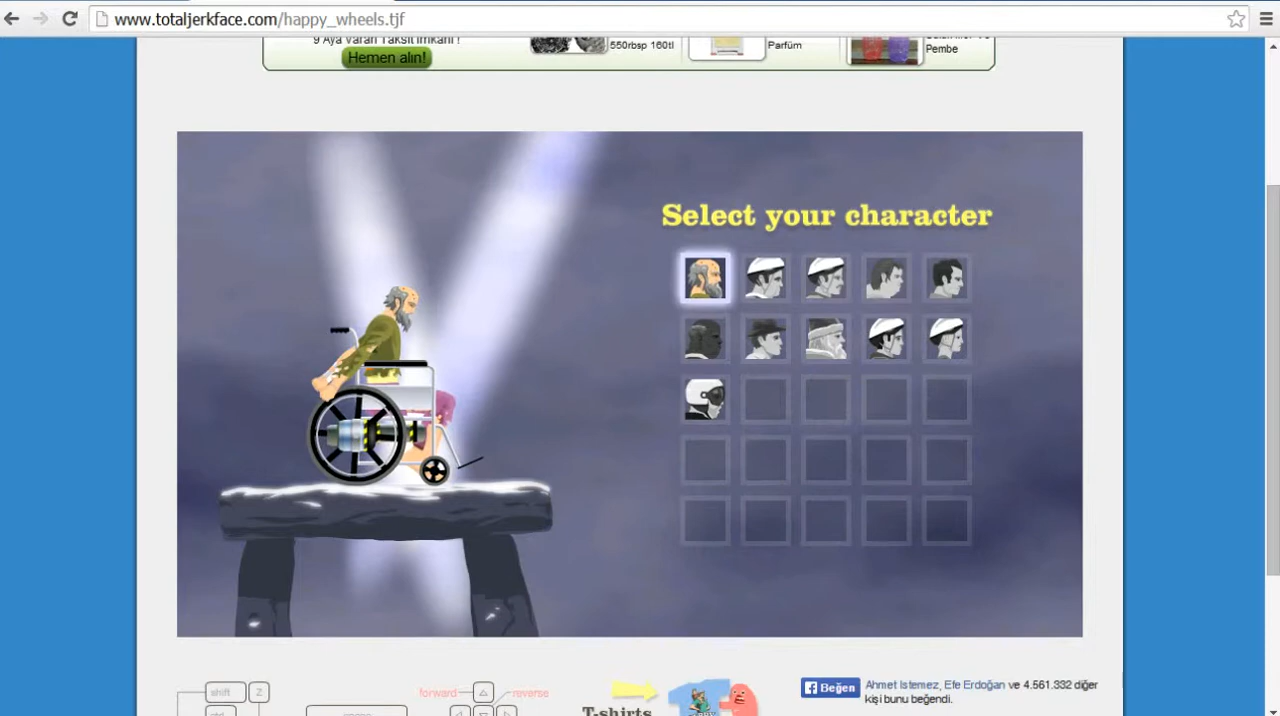 www.totaljerkface.com/happy_wheels.tjf
9 Aya varan Taksit imkanı !
Hemen alın!
550rbsp 160tl
Parfüm
Pembe
Select your character
shift
Z
forward
reverse
T-shirts
Beğen
Ahmet Istemez, Efe Erdoğan ve 4.561.332 diğer
kişi bunu beğendi.